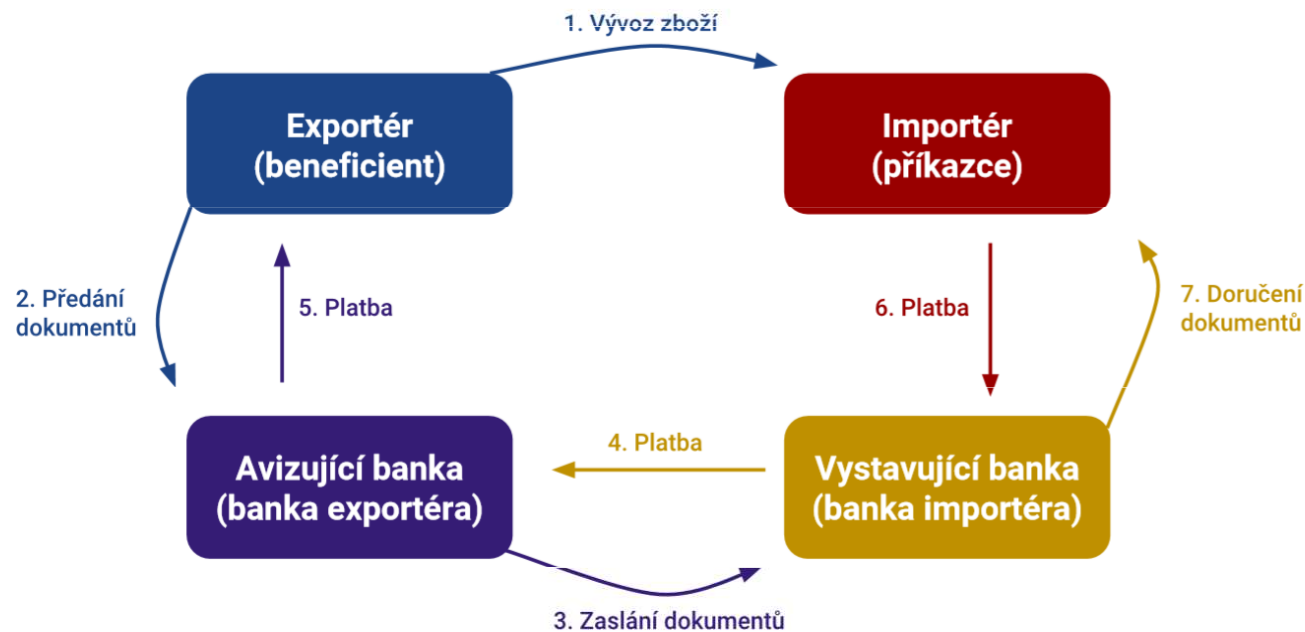 1. Vývoz zboží
Exportér
(beneficient)
Importér
(příkazce)
2. Předání
dokumentů
5. Platba
6. Platba
7. Doručení
dokumentů
Avizující banka
(banka exportéra)
4. Platba
Vystavující banka
(banka importéra)
3. Zaslání dokumentů